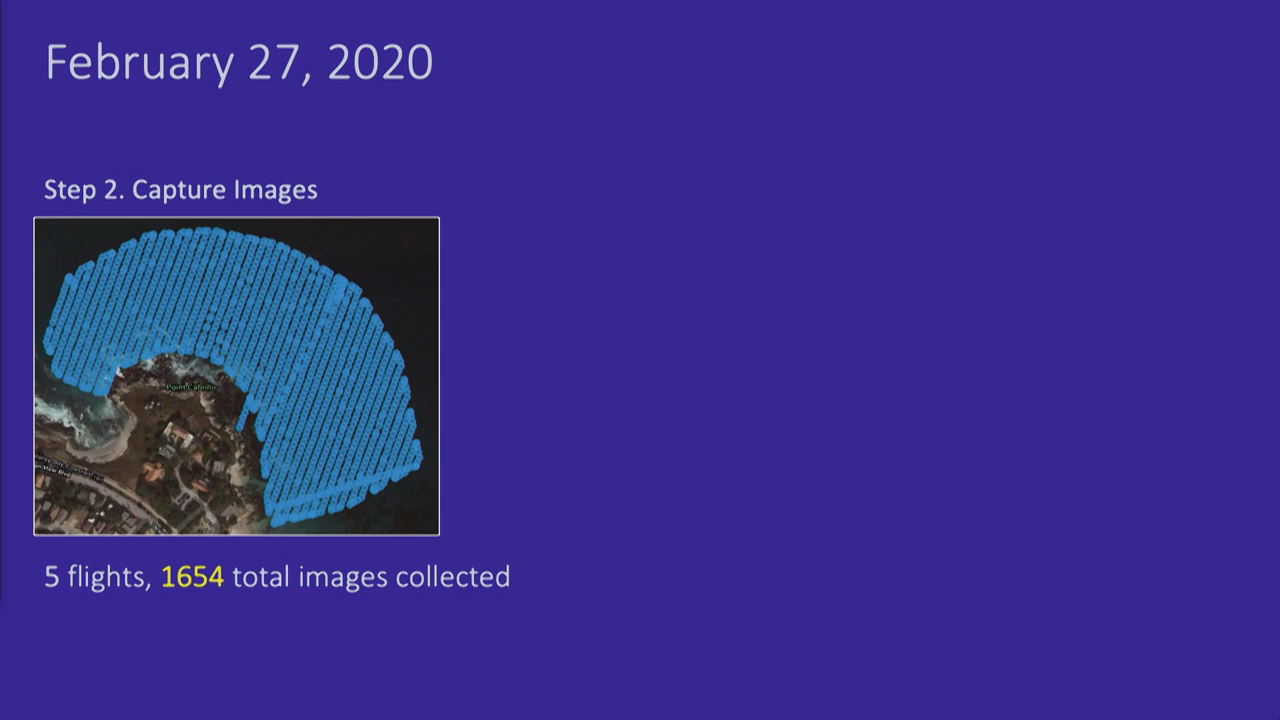 February 27, 2020
Step 2. Capture Images
Point Cabrillo
5 flights, 1654 total images collected